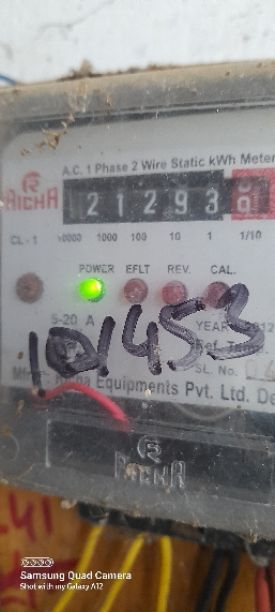 A.C. 1 Phase 2 Wire Static kWh Meter
RICHA
21293
CL - 1
10000 1000 100 10 1 1/10
POWER EFLT REV. CAL.
5-20 A
YEAR
101453
SL. No.
Equipments Pvt. Ltd.
RICHA
Samsung Quad Camera
Shot with my Galaxy A12